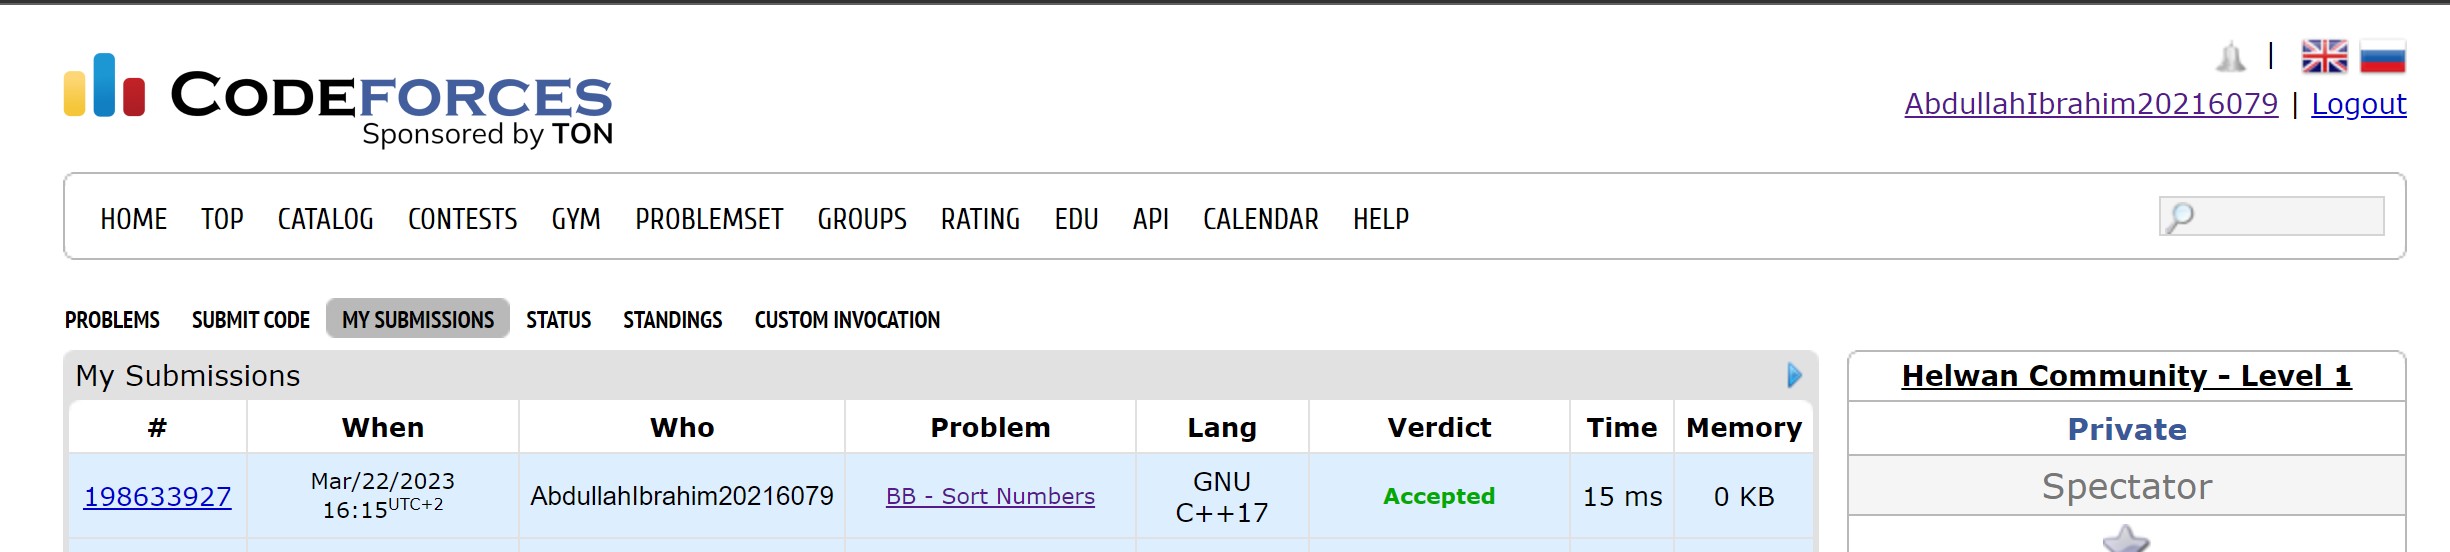 CODEFORCES
Sponsored by TON
|
AbdullahIbrahim20216079 | Logout
HOME TOP CATALOG CONTESTS GYM PROBLEMSET GROUPS RATING EDU API CALENDAR HELP
PROBLEMS SUBMIT CODE MY SUBMISSIONS STATUS STANDINGS CUSTOM INVOCATION
My Submissions
# When Who Problem Lang Verdict Time Memory
198633927 Mar/22/2023 16:15UTC+2 AbdullahIbrahim20216079 BB - Sort Numbers GNU C++17 Accepted 15 ms 0 KB
Helwan Community - Level 1
Private
Spectator